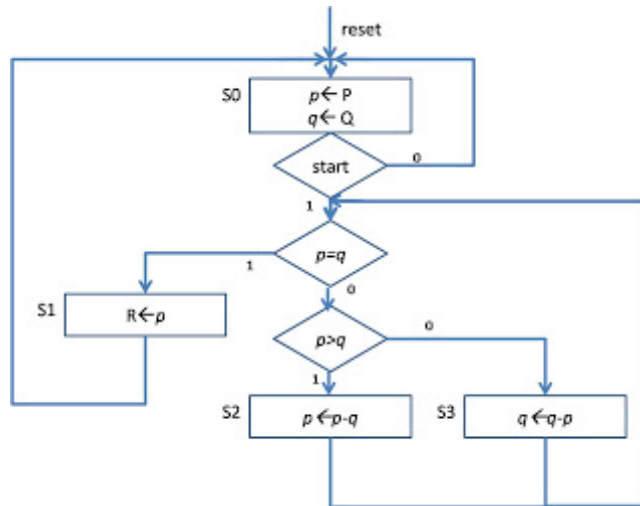 reset
S0
p← P
q← Q
start
0
1
p=q
1
0
S1
R←p
p>q
0
1
S2
p←p-q
S3
q←q-p